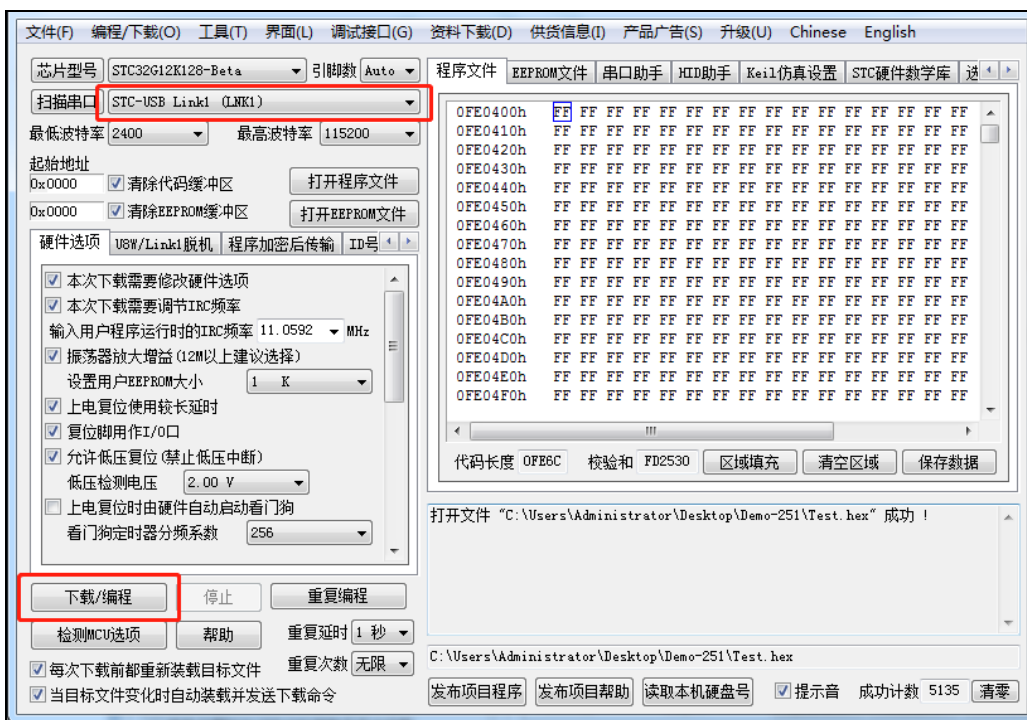 文件(F) 编程/下载(O) 工具(T) 界面(L) 调试接口(G) 资料下载(D) 供货信息(I) 产品广告(S) 升级(U) Chinese English
芯片型号 STC32G12K128-Beta 引脚数 Auto
扫描串口 STC-USB Link1 (LNK1)
最低波特率 2400 最高波特率 115200
起始地址
0x0000 清除代码缓冲区 打开程序文件
0x0000 清除EEPROM缓冲区 打开EEPROM文件
硬件选项 U8W/Link1脱机 程序加密后传输 ID号
本次下载需要修改硬件选项
本次下载需要调节IRC频率
输入用户程序运行时的IRC频率 11.0592 MHz
振荡器放大增益(12M以上建议选择)
设置用户EEPROM大小 1 K
上电复位使用较长延时
复位脚用作I/O口
允许低压复位(禁止低压中断)
低压检测电压 2.00 V
上电复位时由硬件自动启动看门狗
看门狗定时器分频系数 256
下载/编程 停止 重复编程
检测MCU选项 帮助 重复延时 1 秒
每次下载前都重新装载目标文件 重复次数 无限
当目标文件变化时自动装载并发送下载命令
程序文件 EEPROM文件 串口助手 HID助手 Keil仿真设置 STC硬件数学库 选
0FE0400h FF FF FF FF FF FF FF FF FF FF FF FF FF FF FF FF
0FE0410h FF FF FF FF FF FF FF FF FF FF FF FF FF FF FF FF
0FE0420h FF FF FF FF FF FF FF FF FF FF FF FF FF FF FF FF
0FE0430h FF FF FF FF FF FF FF FF FF FF FF FF FF FF FF FF
0FE0440h FF FF FF FF FF FF FF FF FF FF FF FF FF FF FF FF
0FE0450h FF FF FF FF FF FF FF FF FF FF FF FF FF FF FF FF
0FE0460h FF FF FF FF FF FF FF FF FF FF FF FF FF FF FF FF
0FE0470h FF FF FF FF FF FF FF FF FF FF FF FF FF FF FF FF
0FE0480h FF FF FF FF FF FF FF FF FF FF FF FF FF FF FF FF
0FE0490h FF FF FF FF FF FF FF FF FF FF FF FF FF FF FF FF
0FE04A0h FF FF FF FF FF FF FF FF FF FF FF FF FF FF FF FF
0FE04B0h FF FF FF FF FF FF FF FF FF FF FF FF FF FF FF FF
0FE04C0h FF FF FF FF FF FF FF FF FF FF FF FF FF FF FF FF
0FE04D0h FF FF FF FF FF FF FF FF FF FF FF FF FF FF FF FF
0FE04E0h FF FF FF FF FF FF FF FF FF FF FF FF FF FF FF FF
0FE04F0h FF FF FF FF FF FF FF FF FF FF FF FF FF FF FF FF
代码长度 0FE6C 校验和 FD2530 区域填充 清空区域 保存数据
打开文件 “C:\Users\Administrator\Desktop\Demo-251\Test.hex” 成功 !
C:\Users\Administrator\Desktop\Demo-251\Test.hex
发布项目程序 发布项目帮助 读取本机硬盘号 提示音 成功计数 5135 清零